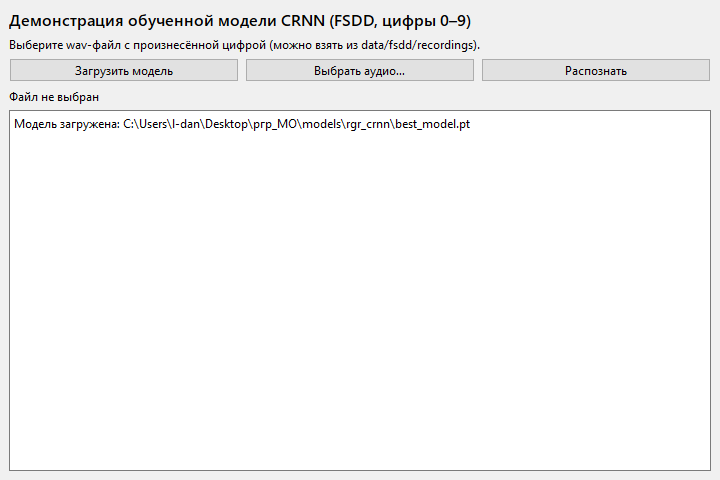 Демонстрация обученной модели CRNN (FSDD, цифры 0–9)
Выберите wav-файл с произнесённой цифрой (можно взять из data/fsdd/recordings).
Загрузить модель
Выбрать аудио...
Распознать
Файл не выбран
Модель загружена: C:\Users\l-dan\Desktop\ргр_МО\models\rgr_crnn\best_model.pt